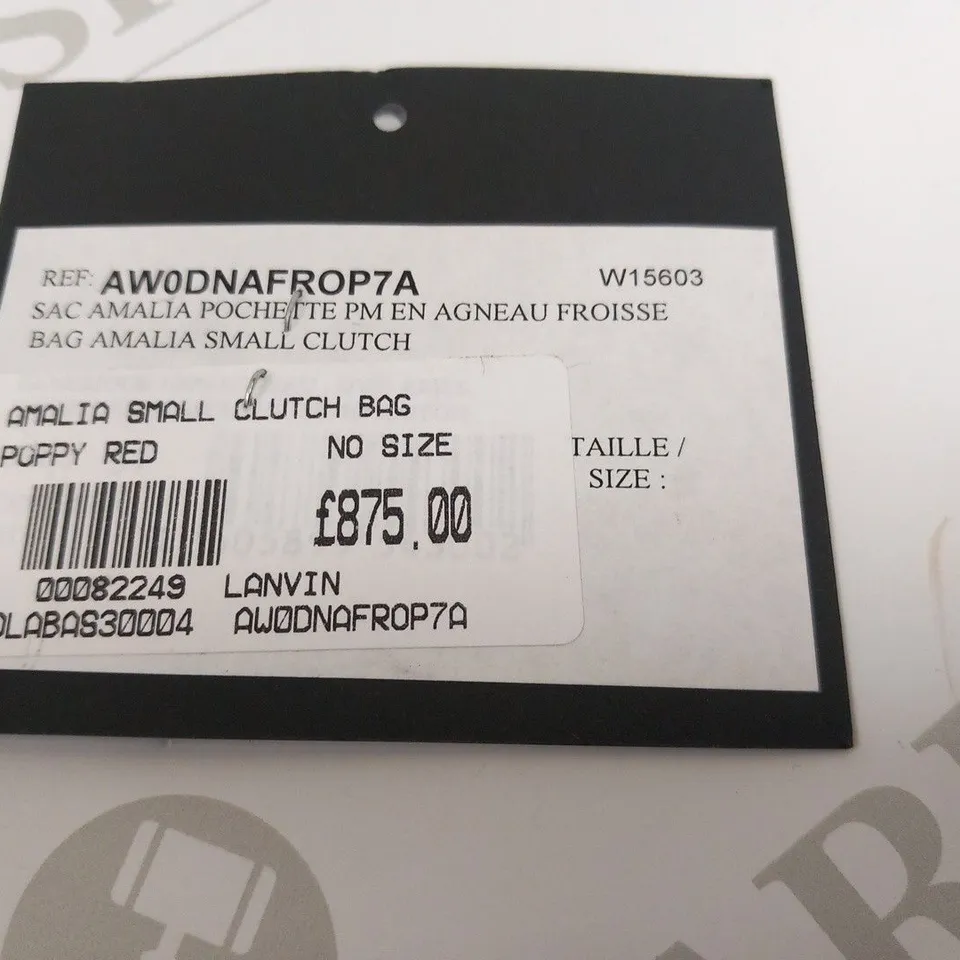 REF: AW0DNAFROP7A W15603
SAC AMALIA POCHETTE PM EN AGNEAU FROISSE
BAG AMALIA SMALL CLUTCH
AMALIA SMALL CLUTCH BAG
POPPY RED NO SIZE
TAILLE /
SIZE :
£875.00
00082249 LANVIN
OLABAS30004 AW0DNAFROP7A